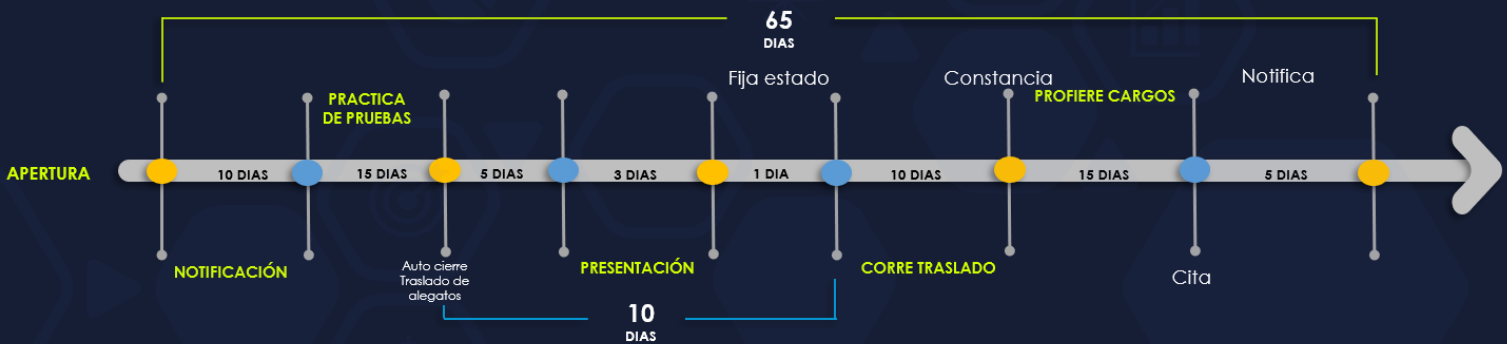 65
DIAS
Fija estado
Constancia
Notifica
PRACTICA
DE PRUEBAS
PROFIERE CARGOS
APERTURA
10 DIAS
15 DIAS
5 DIAS
3 DIAS
1 DIA
10 DIAS
15 DIAS
5 DIAS
NOTIFICACIÓN
Auto cierre
Traslado de
alegatos
PRESENTACIÓN
CORRE TRASLADO
Cita
10
DIAS